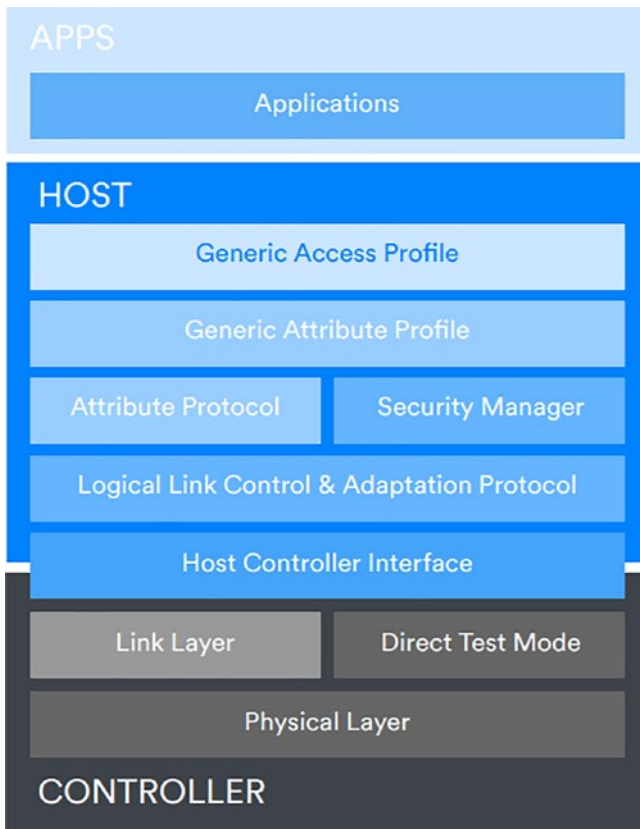 APPS
Applications
HOST
Generic Access Profile
Generic Attribute Profile
Attribute Protocol
Security Manager
Logical Link Control & Adaptation Protocol
Host Controller Interface
Link Layer
Direct Test Mode
Physical Layer
CONTROLLER